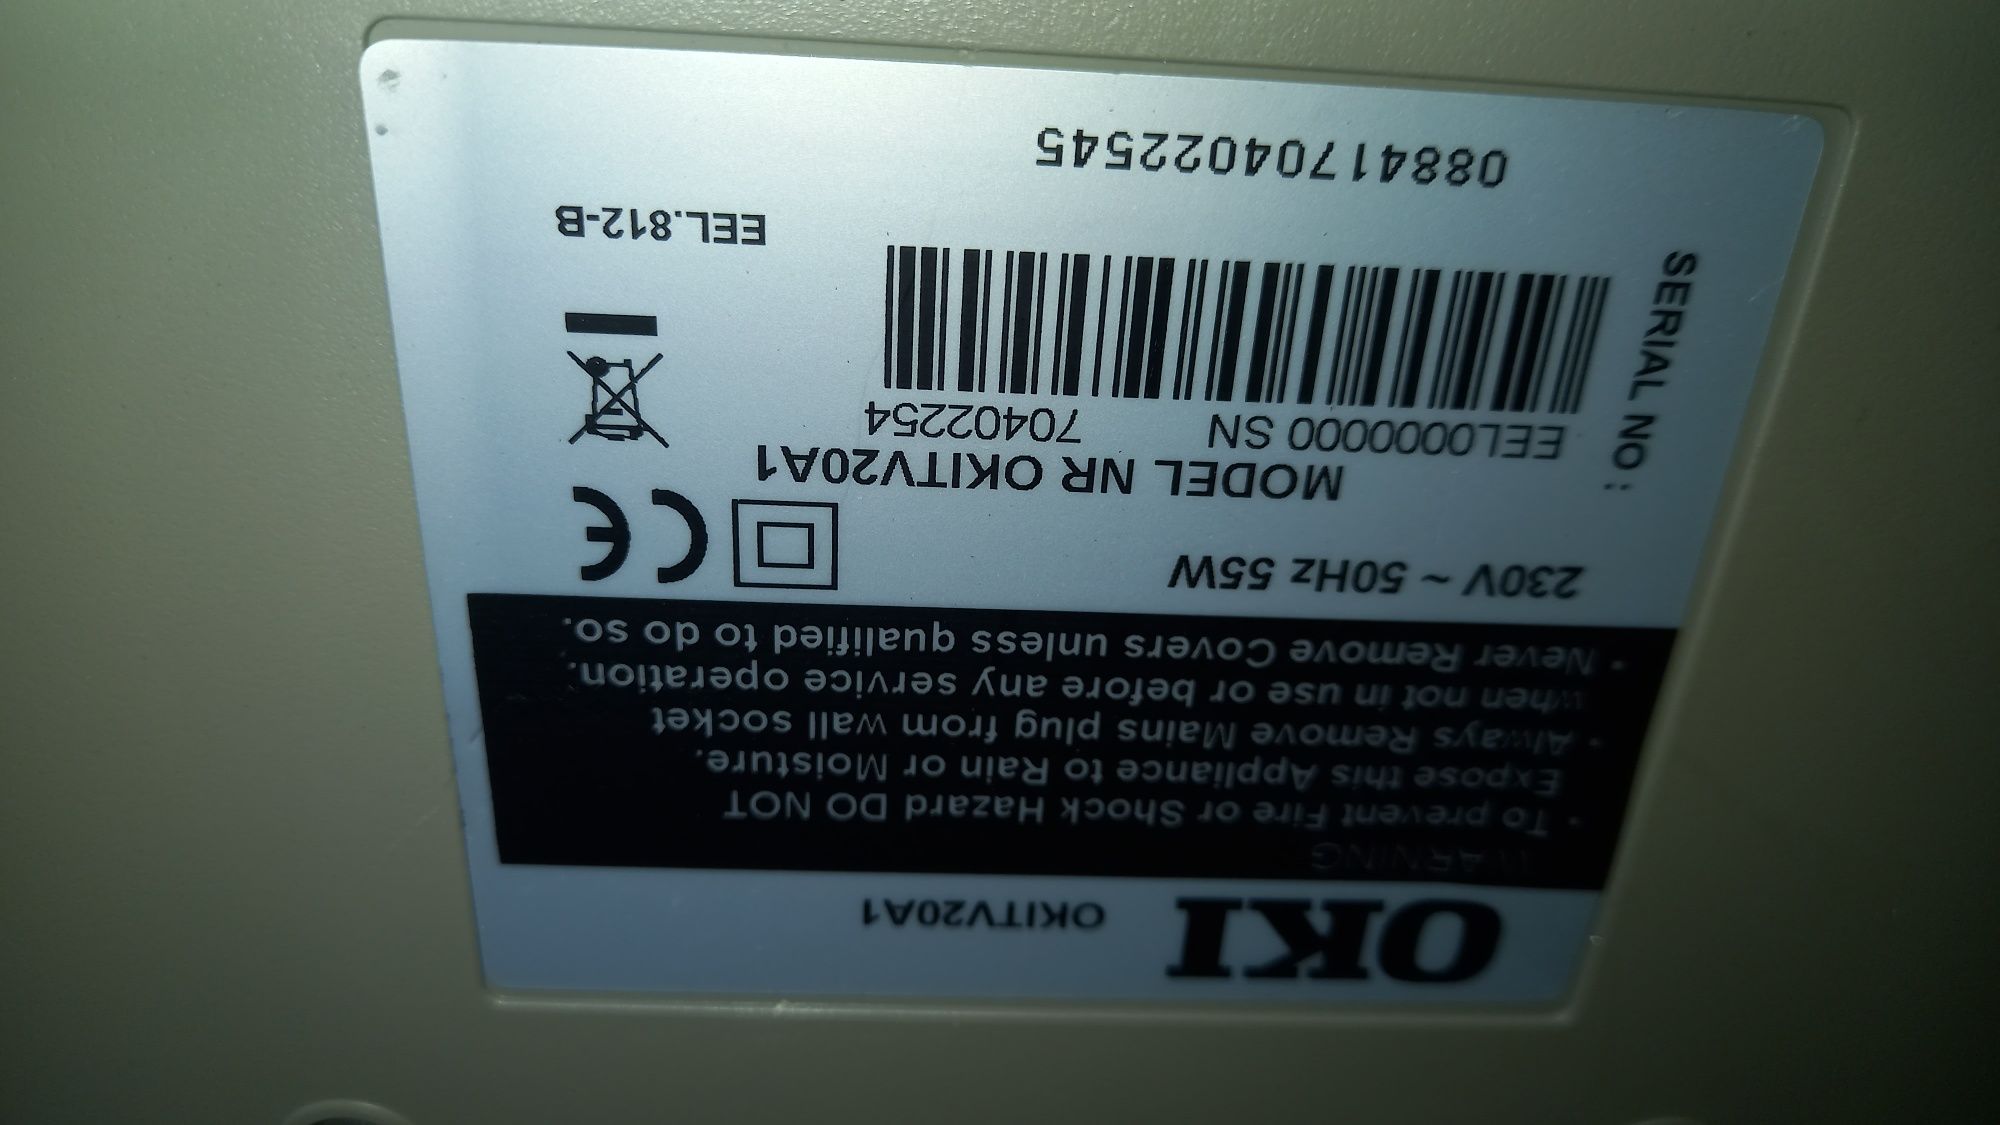 OKI OKITV20A1
WARNING
• To prevent Fire or Shock Hazard DO NOT
Expose this Appliance to Rain or Moisture.
• Always Remove Mains plug from wall socket
when not in use or before any service operation.
• Never Remove Covers unless qualified to do so.
230V ~ 50Hz 55W
CE
MODEL NR OKITV20A1
SERIAL NO :
EEL0000000 SN 70402254
EEL.812-B
08841704022545